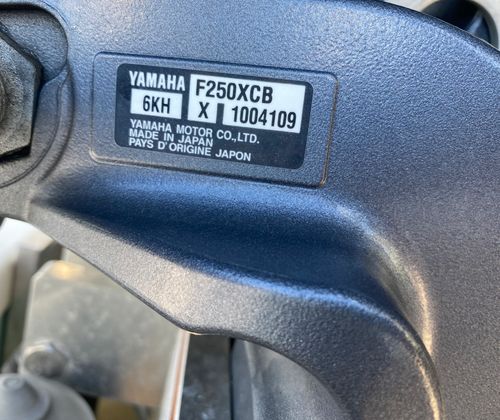 YAMAHA F250XCB
6KH X 1004109
YAMAHA MOTOR CO.,LTD.
MADE IN JAPAN
PAYS D'ORIGINE JAPON